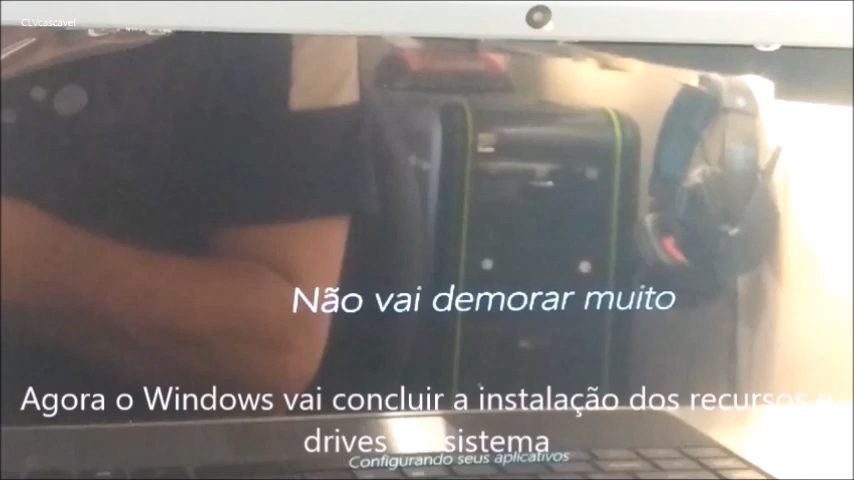 CLVcascavel
Não vai demorar muito
Agora o Windows vai concluir a instalação dos recursos e
drives sistema
Configurando seus aplicativos